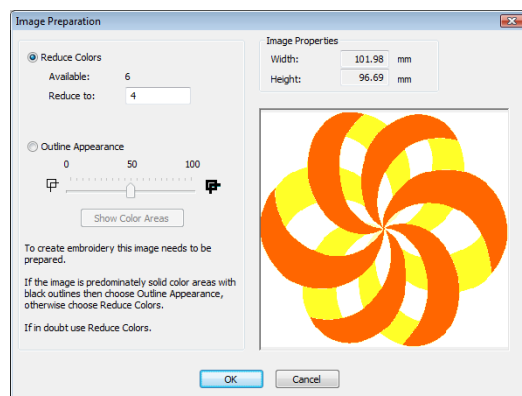 Image Preparation
Reduce Colors
Available: 6
Reduce to: 4
Outline Appearance
0 50 100
Show Color Areas
To create embroidery this image needs to be
prepared.
If the image is predominately solid color areas with
black outlines then choose Outline Appearance,
otherwise choose Reduce Colors.
If in doubt use Reduce Colors.
Image Properties
Width: 101.98 mm
Height: 96.69 mm
OK Cancel